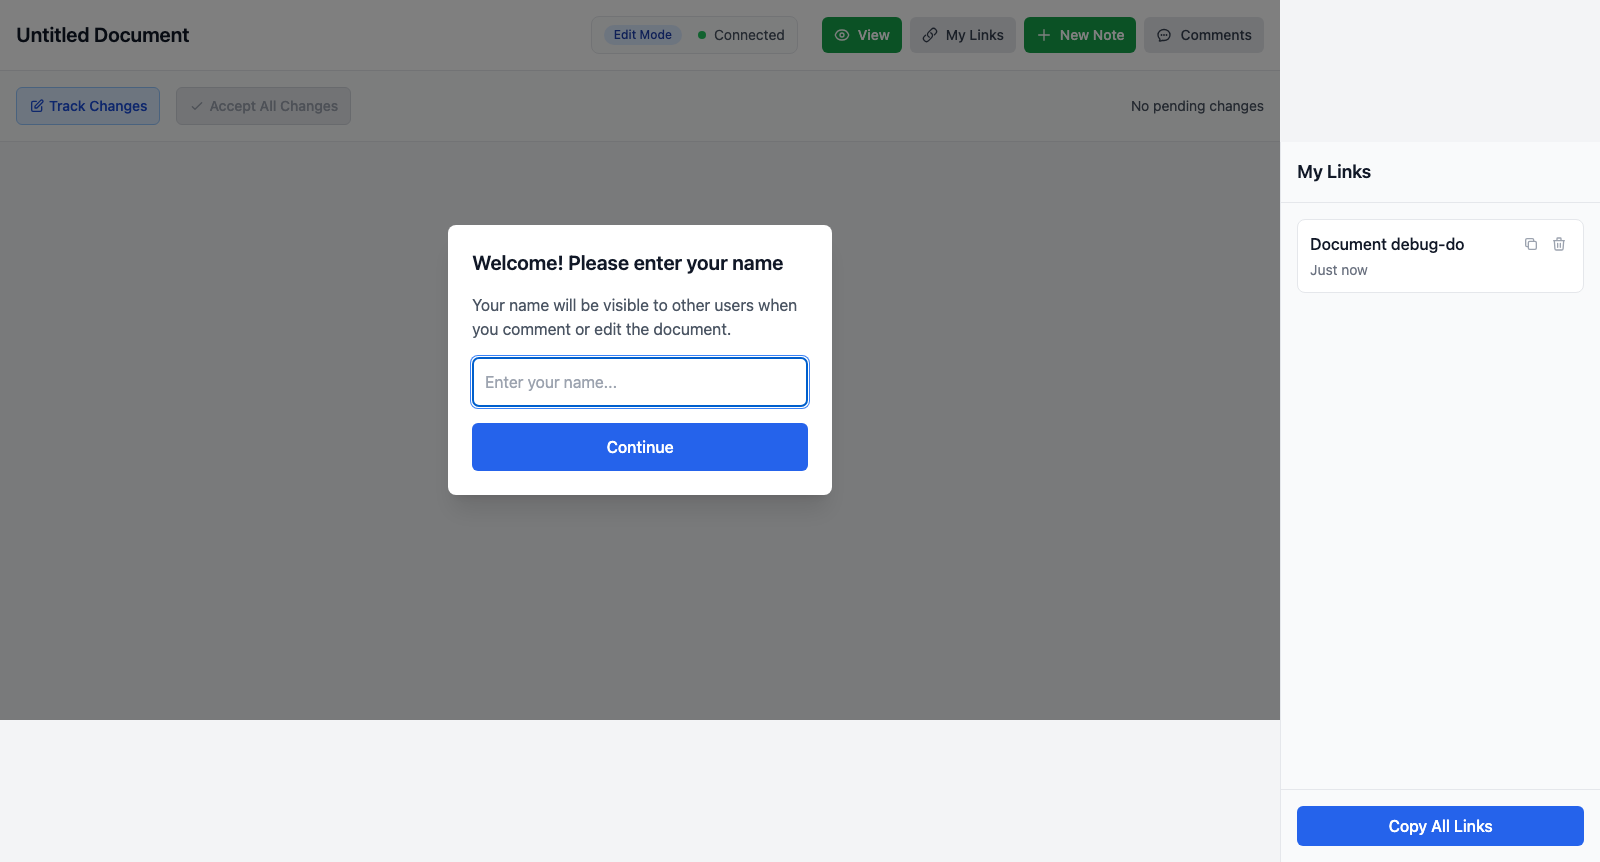 Untitled Document
Edit Mode
Connected
View
My Links
New Note
Comments
Track Changes
Accept All Changes
No pending changes
Welcome! Please enter your name
Your name will be visible to other users when
you comment or edit the document.
Enter your name...
Continue
My Links
Document debug-do
Just now
Copy All Links